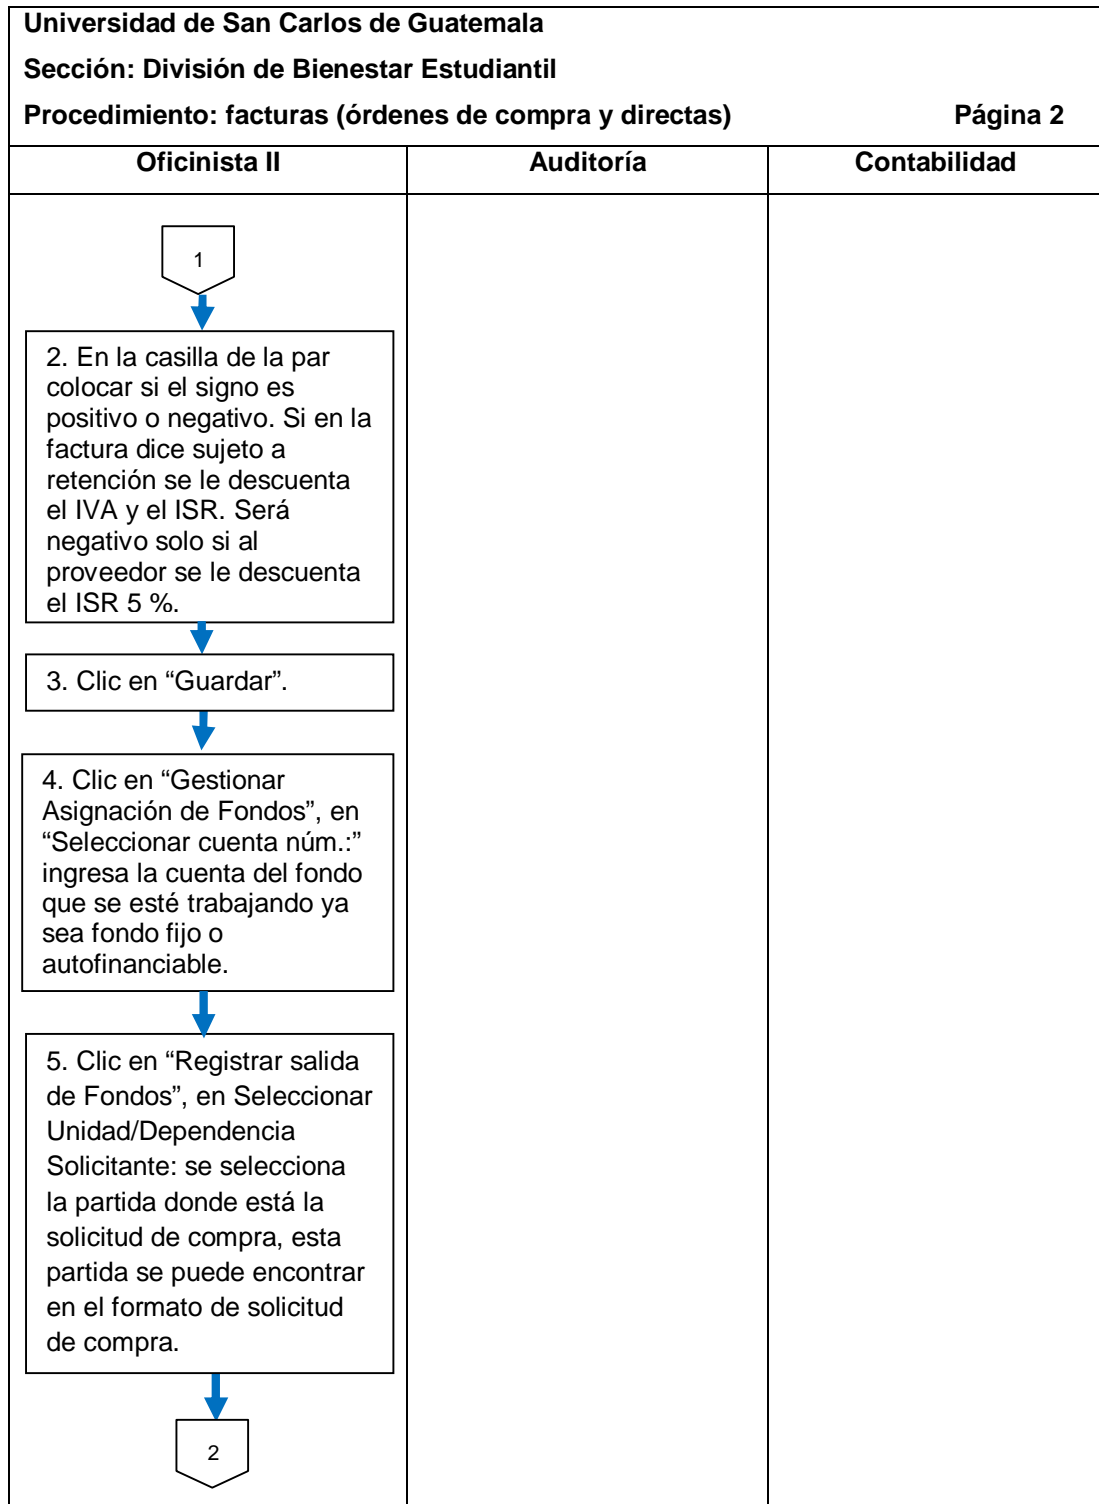 Universidad de San Carlos de Guatemala
Sección: División de Bienestar Estudiantil
Procedimiento: facturas (órdenes de compra y directas) Página 2
Oficinista II Auditoría Contabilidad
1
2. En la casilla de la par
colocar si el signo es
positivo o negativo. Si en la
factura dice sujeto a
retención se le descuenta
el IVA y el ISR. Será
negativo solo si al
proveedor se le descuenta
el ISR 5 %.
3. Clic en “Guardar”.
4. Clic en “Gestionar
Asignación de Fondos”, en
“Seleccionar cuenta núm.:”
ingresa la cuenta del fondo
que se esté trabajando ya
sea fondo fijo o
autofinanciable.
5. Clic en “Registrar salida
de Fondos”, en Seleccionar
Unidad/Dependencia
Solicitante: se selecciona
la partida donde está la
solicitud de compra, esta
partida se puede encontrar
en el formato de solicitud
de compra.
2